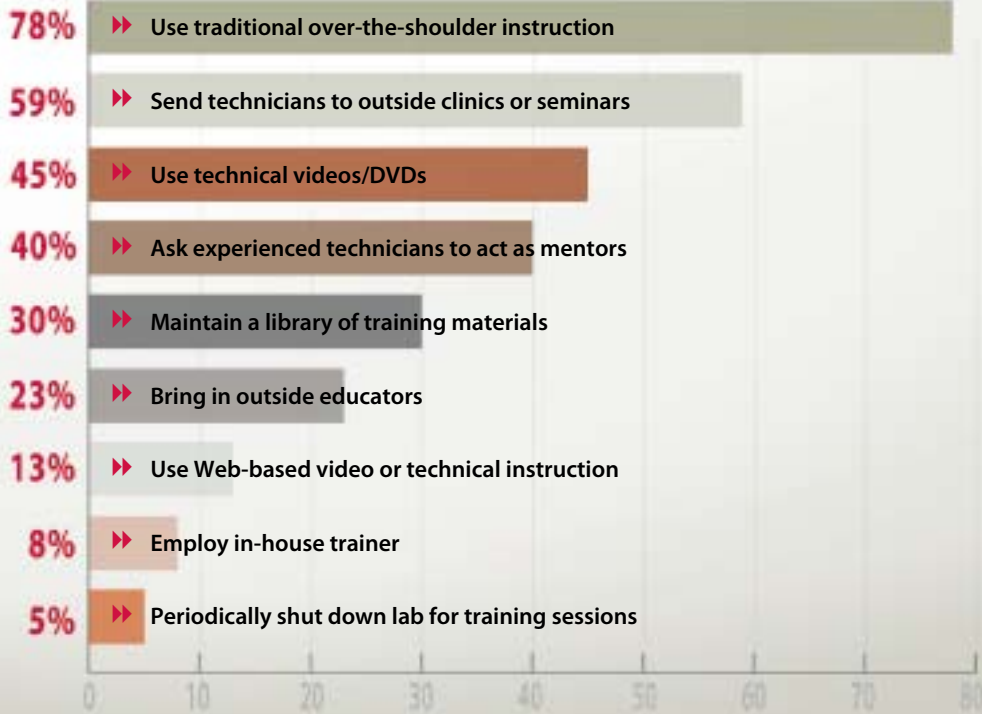 78% Use traditional over-the-shoulder instruction
59% Send technicians to outside clinics or seminars
45% Use technical videos/DVDs
40% Ask experienced technicians to act as mentors
30% Maintain a library of training materials
23% Bring in outside educators
13% Use Web-based video or technical instruction
8% Employ in-house trainer
5% Periodically shut down lab for training sessions
0 10 20 30 40 50 60 70 80